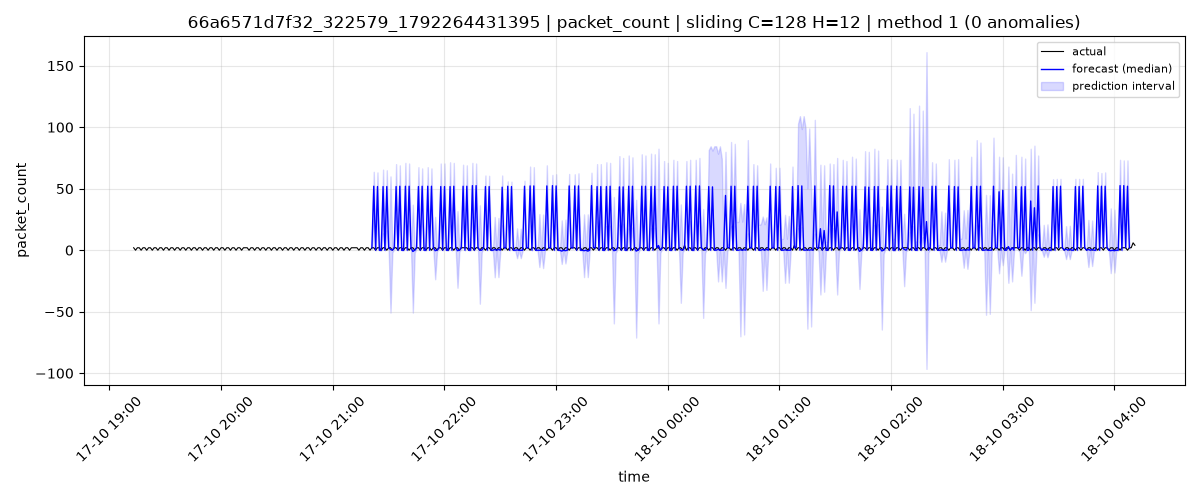 66a6571d7f32_322579_1792264431395 | packet_count | sliding C=128 H=12 | method 1 (0 anomalies)
actual
forecast (median)
prediction interval
150
100
50
0
−50
−100
packet_count
17-10 19:00
17-10 20:00
17-10 21:00
17-10 22:00
17-10 23:00
18-10 00:00
18-10 01:00
18-10 02:00
18-10 03:00
18-10 04:00
time